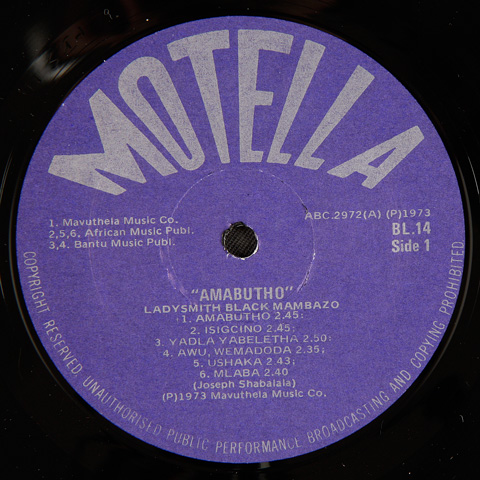 MOTELLA
1. Mavuthela Music Co.
2,5,6. African Music Publ.
3,4. Bantu Music Publ.
ABC.2972(A) (P)1973
BL.14
Side 1
"AMABUTHO"
LADYSMITH BLACK MAMBAZO
1. AMABUTHO 2.45:
2. ISIGCINO 2.45;
3. YADLA YABELETHA 2.50:
4. AWU, WEMADODA 2.35;
5. USHAKA 2.43;
6. MLABA 2.40
(Joseph Shabalala)
(P)1973 Mavuthela Music Co.
COPYRIGHT RESERVED. UNAUTHORISED PUBLIC PERFORMANCE BROADCASTING AND COPYING PROHIBITED.